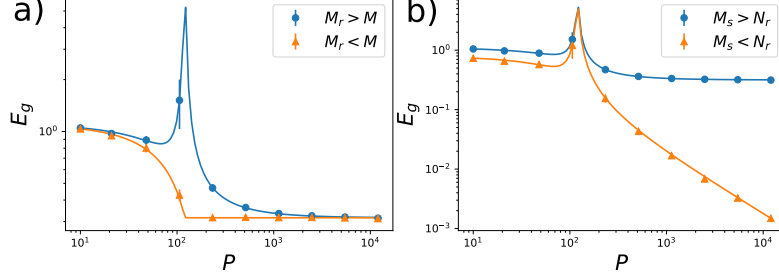 a)
M_r > M
M_r < M
E_g
10^0
10^1
10^2
10^3
10^4
P
b)
M_s > N_r
M_s < N_r
E_g
10^0
10^-1
10^-2
10^-3
10^1
10^2
10^3
10^4
P